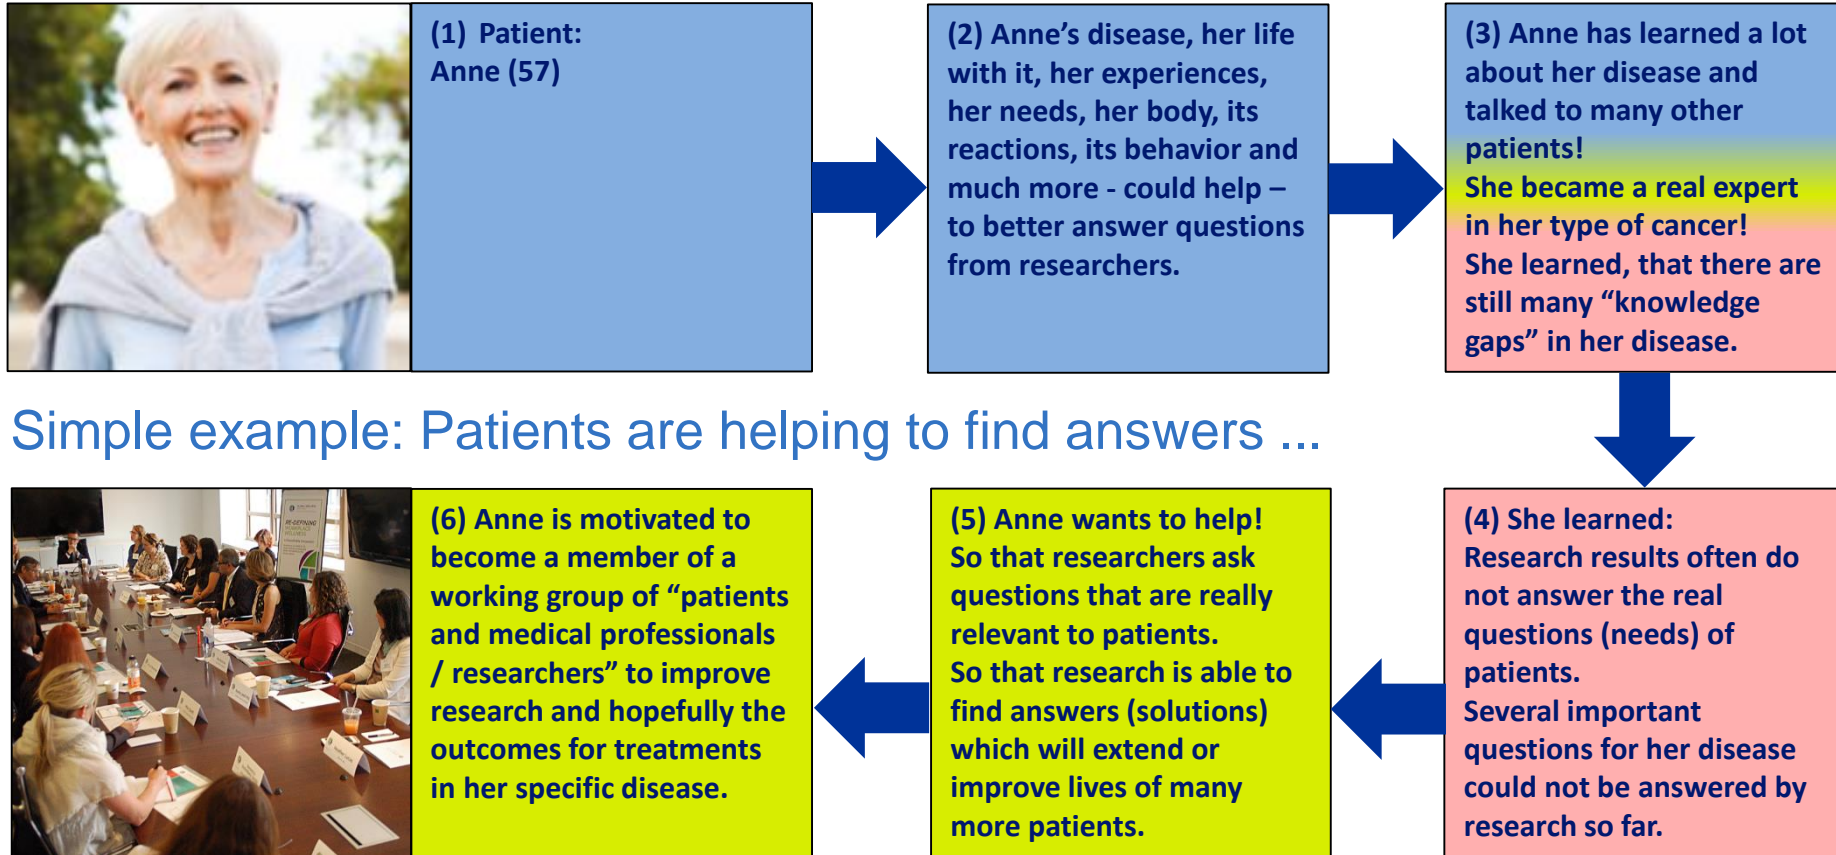 (1) Patient:
Anne (57)
(2) Anne’s disease, her life
with it, her experiences,
her needs, her body, its
reactions, its behavior and
much more - could help –
to better answer questions
from researchers.
(3) Anne has learned a lot
about her disease and
talked to many other
patients!
She became a real expert
in her type of cancer!
She learned, that there are
still many “knowledge
gaps” in her disease.
Simple example: Patients are helping to find answers ...
(4) She learned:
Research results often do
not answer the real
questions (needs) of
patients.
Several important
questions for her disease
could not be answered by
research so far.
(5) Anne wants to help!
So that researchers ask
questions that are really
relevant to patients.
So that research is able to
find answers (solutions)
which will extend or
improve lives of many
more patients.
(6) Anne is motivated to
become a member of a
working group of “patients
and medical professionals
/ researchers” to improve
research and hopefully the
outcomes for treatments
in her specific disease.
RE-DEFINING